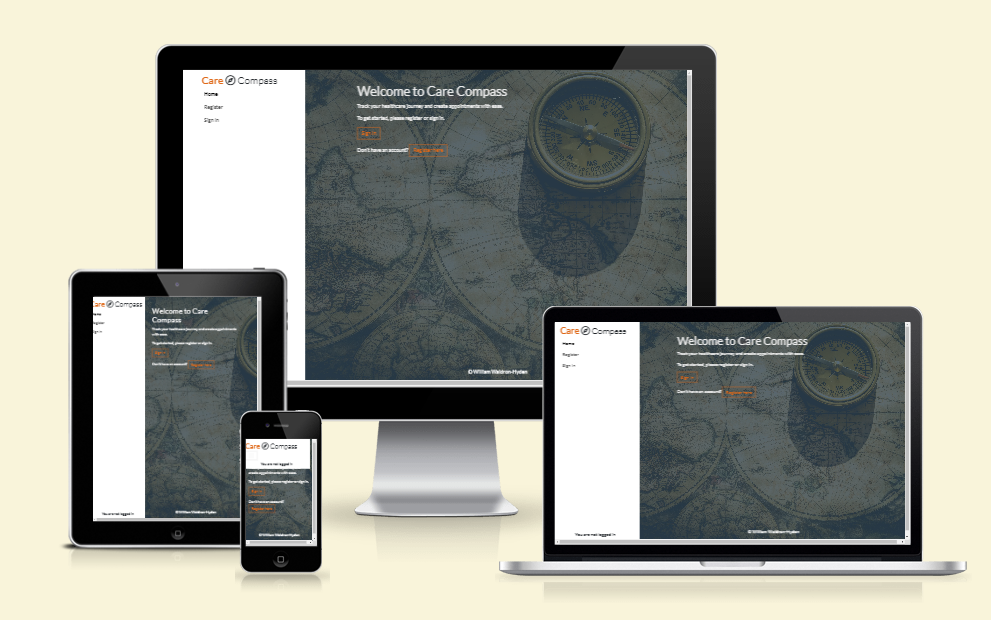 Care Compass
Home
Register
Sign In
Welcome to Care Compass
Track your healthcare journey and create appointments with ease.
To get started, please register or sign in.
Sign In
Don't have an account? Register Here
© William Waldron-Hyden
Care Compass
Home
Register
Sign In
You are not logged in
Welcome to Care
Compass
Track your healthcare journey and create appointments
with ease.
To get started, please register or sign in.
Sign In
Don't have an account? Register Here
© William Waldron-Hyden
Care Compass
You are not logged in
create appointments with ease.
To get started, please register or sign in.
Sign In
Don't have an account?
Register Here
© William Waldron-Hyden
Care Compass
Home
Register
Sign In
You are not logged in
Welcome to Care Compass
Track your healthcare journey and create appointments with ease.
To get started, please register or sign in.
Sign In
Don't have an account? Register Here
© William Waldron-Hyden